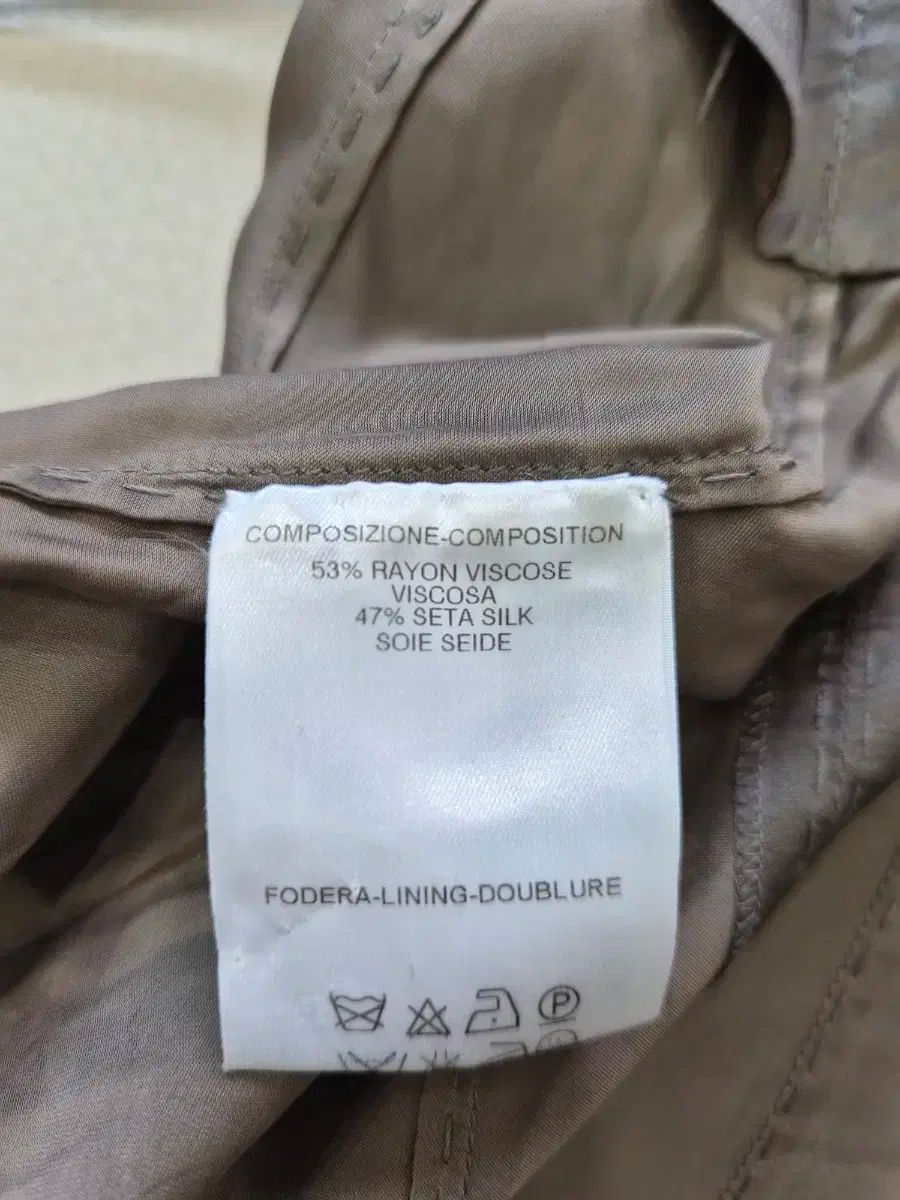 COMPOSIZIONE-COMPOSITION
53% RAYON VISCOSE
VISCOSA
47% SETA SILK
SOIE SEIDE
FODERA-LINING-DOUBLURE
P